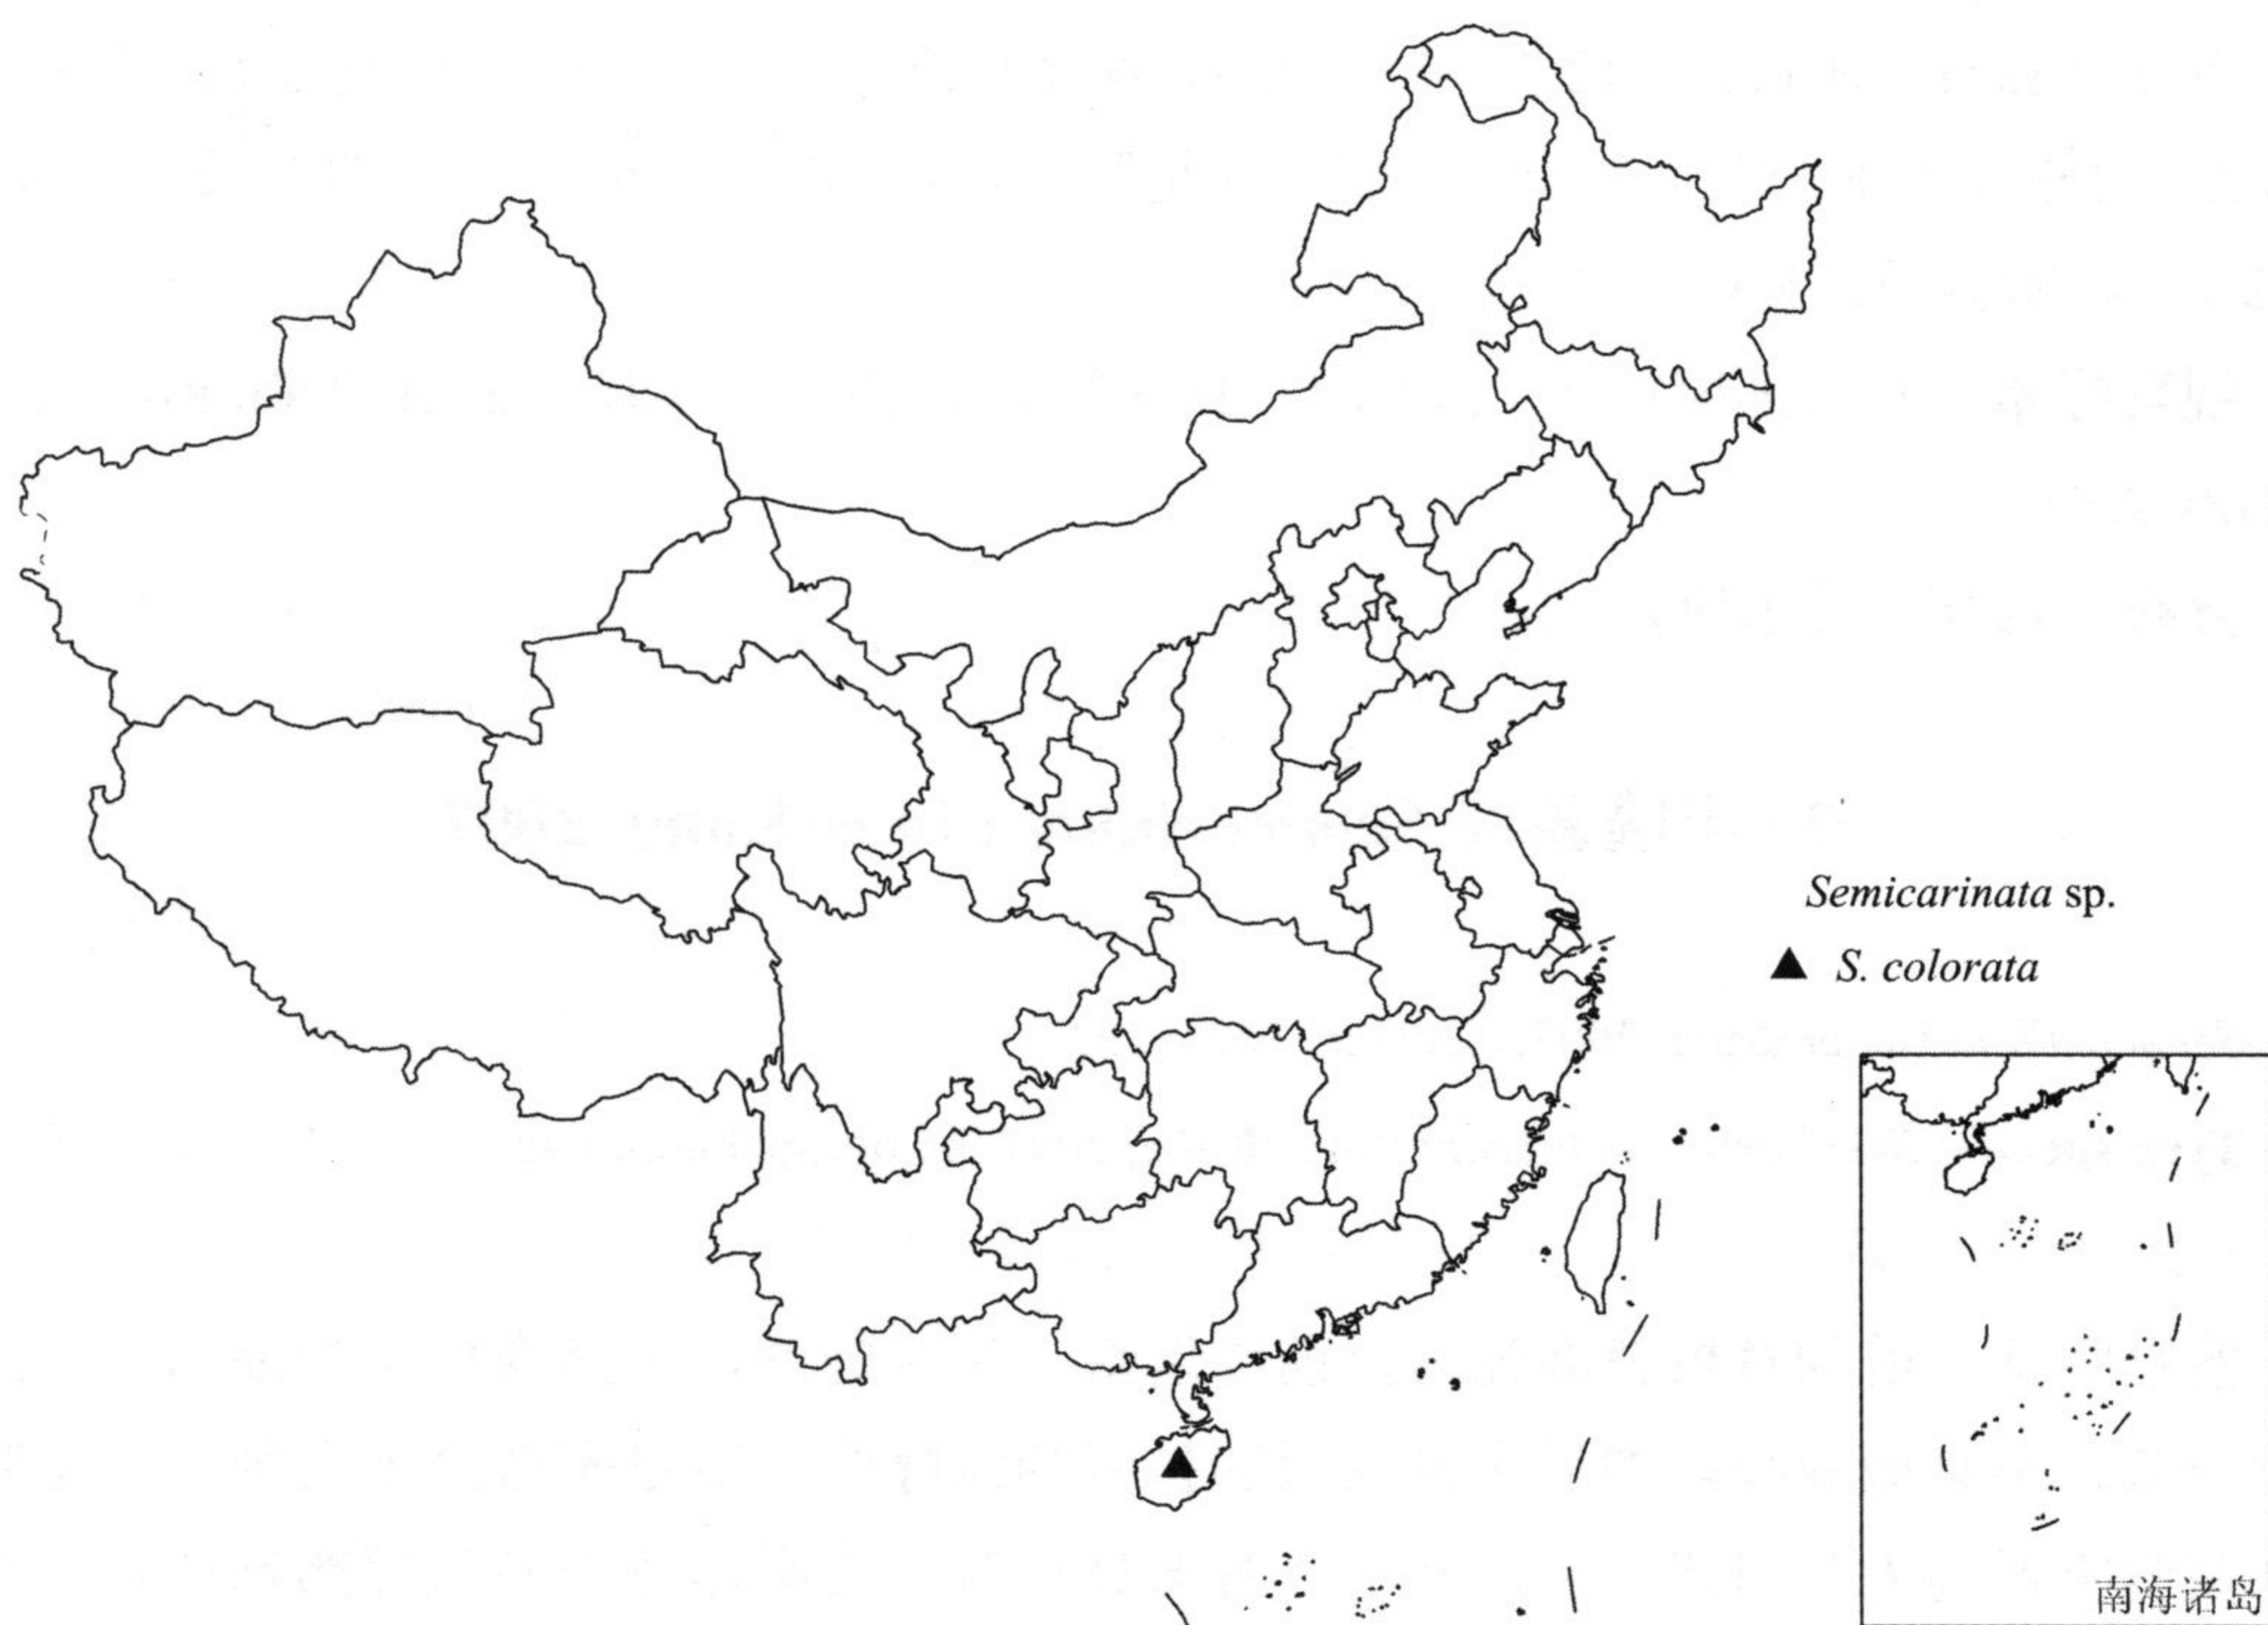 Semicarinata sp.
▲ S. colorata
南海诸岛